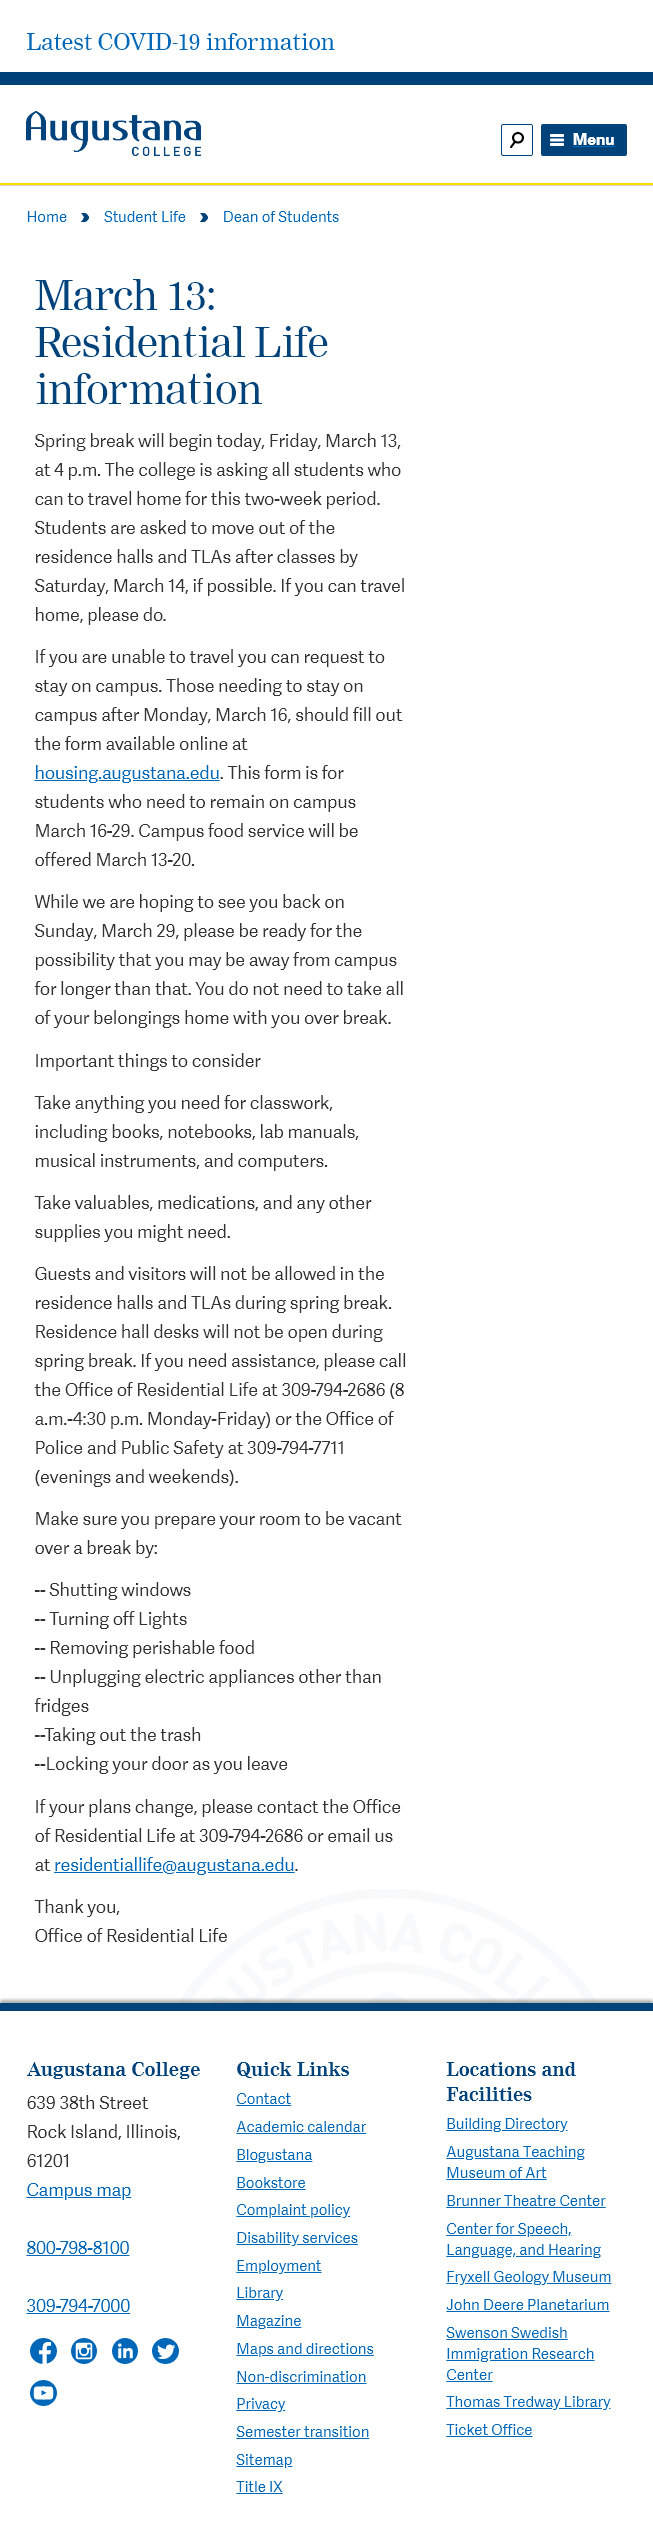 Latest COVID-19 information
Augustana
COLLEGE
Menu
Home
Student Life
Dean of Students
March 13:
Residential Life
information
Spring break will begin today, Friday, March 13,
at 4 p.m. The college is asking all students who
can to travel home for this two-week period.
Students are asked to move out of the
residence halls and TLAs after classes by
Saturday, March 14, if possible. If you can travel
home, please do.
If you are unable to travel you can request to
stay on campus. Those needing to stay on
campus after Monday, March 16, should fill out
the form available online at
housing.augustana.edu. This form is for
students who need to remain on campus
March 16-29. Campus food service will be
offered March 13-20.
While we are hoping to see you back on
Sunday, March 29, please be ready for the
possibility that you may be away from campus
for longer than that. You do not need to take all
of your belongings home with you over break.
Important things to consider
Take anything you need for classwork,
including books, notebooks, lab manuals,
musical instruments, and computers.
Take valuables, medications, and any other
supplies you might need.
Guests and visitors will not be allowed in the
residence halls and TLAs during spring break.
Residence hall desks will not be open during
spring break. If you need assistance, please call
the Office of Residential Life at 309-794-2686 (8
a.m.-4:30 p.m. Monday-Friday) or the Office of
Police and Public Safety at 309-794-7711
(evenings and weekends).
Make sure you prepare your room to be vacant
over a break by:
-- Shutting windows
-- Turning off Lights
-- Removing perishable food
-- Unplugging electric appliances other than
fridges
--Taking out the trash
--Locking your door as you leave
If your plans change, please contact the Office
of Residential Life at 309-794-2686 or email us
at residentiallife@augustana.edu.
Thank you,
Office of Residential Life
Augustana College
639 38th Street
Rock Island, Illinois,
61201
Campus map
800-798-8100
309-794-7000
Quick Links
Contact
Academic calendar
Blogustana
Bookstore
Complaint policy
Disability services
Employment
Library
Magazine
Maps and directions
Non-discrimination
Privacy
Semester transition
Sitemap
Title IX
Locations and
Facilities
Building Directory
Augustana Teaching
Museum of Art
Brunner Theatre Center
Center for Speech,
Language, and Hearing
Fryxell Geology Museum
John Deere Planetarium
Swenson Swedish
Immigration Research
Center
Thomas Tredway Library
Ticket Office